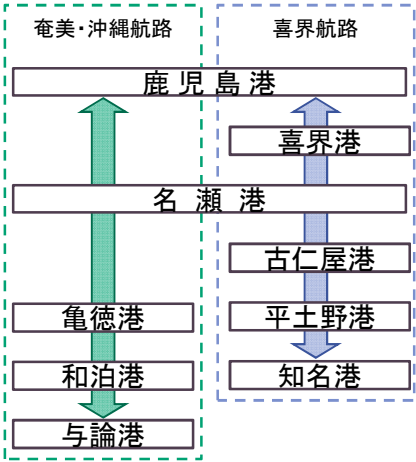 奄美・沖縄航路
喜界航路
鹿児島港
喜界港
名瀬港
古仁屋港
亀徳港
平土野港
和泊港
知名港
与論港